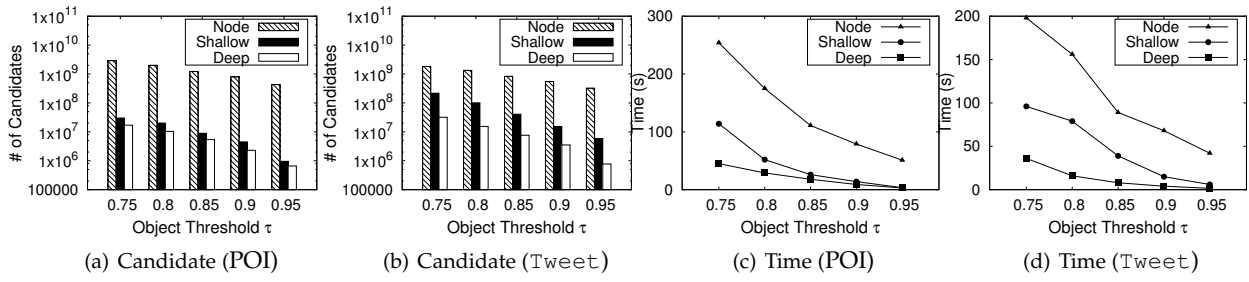 # of Candidates
1x10^11
1x10^10
1x10^9
1x10^8
1x10^7
1x10^6
100000
Node
Shallow
Deep
0.75 0.8 0.85 0.9 0.95
Object Threshold τ
(a) Candidate (POI)
# of Candidates
1x10^11
1x10^10
1x10^9
1x10^8
1x10^7
1x10^6
100000
Node
Shallow
Deep
0.75 0.8 0.85 0.9 0.95
Object Threshold τ
(b) Candidate (Tweet)
Time (s)
300
200
100
0
Node
Shallow
Deep
0.75 0.8 0.85 0.9 0.95
Object Threshold τ
(c) Time (POI)
Time (s)
200
150
100
50
0
Node
Shallow
Deep
0.75 0.8 0.85 0.9 0.95
Object Threshold τ
(d) Time (Tweet)